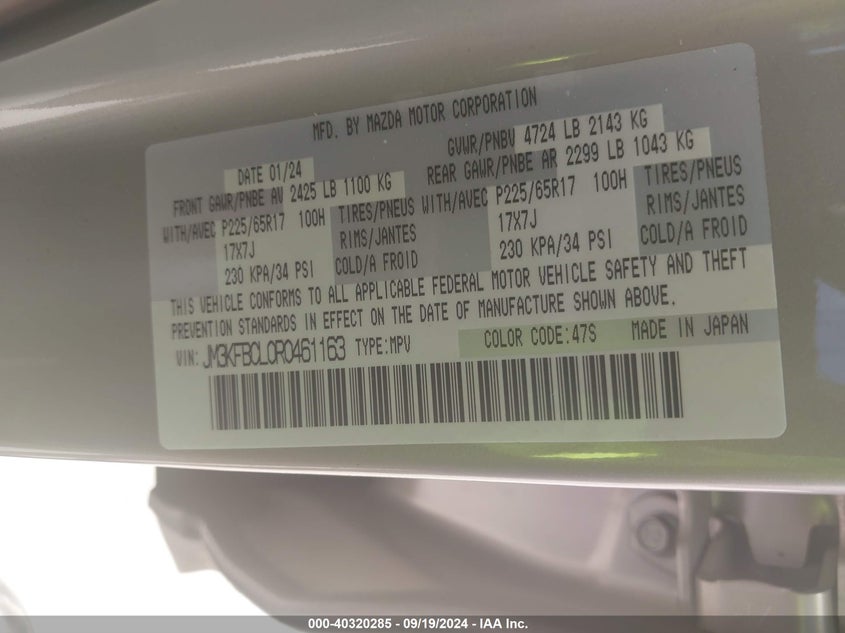 MFD. BY MAZDA MOTOR CORPORATION
DATE 01/24
GVWR/PNBV 4724 LB 2143 KG
FRONT GAWR/PNBE AV 2425 LB 1100 KG
REAR GAWR/PNBE AR 2299 LB 1043 KG
WITH/AVEC P225/65R17 100H TIRES/PNEUS
17X7J RIMS/JANTES
230 KPA/34 PSI COLD/A FROID
WITH/AVEC P225/65R17 100H TIRES/PNEUS
17X7J RIMS/JANTES
230 KPA/34 PSI COLD/A FROID
THIS VEHICLE CONFORMS TO ALL APPLICABLE FEDERAL MOTOR VEHICLE SAFETY AND THEFT
PREVENTION STANDARDS IN EFFECT ON THE DATE OF MANUFACTURE SHOWN ABOVE.
VIN: JM3KFBCL0R0461163 TYPE:MPV COLOR CODE:47S MADE IN JAPAN
000-40320285 - 09/19/2024 - IAA Inc.